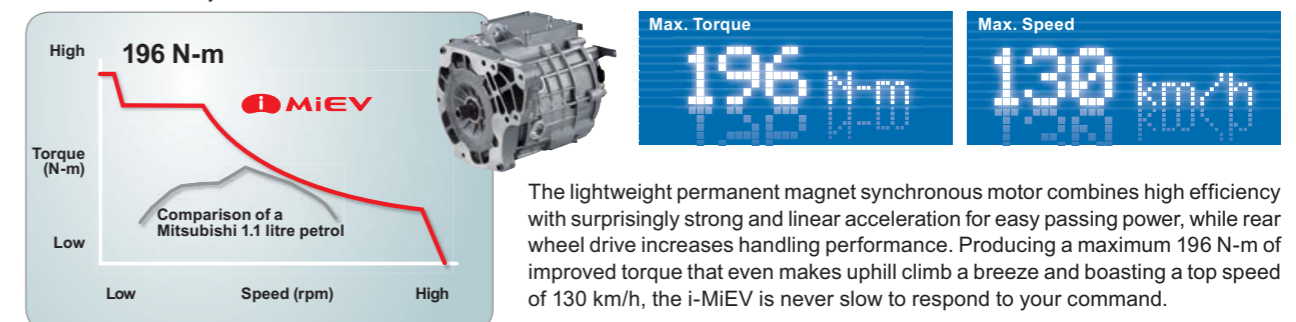 High
196 N-m
i MiEV
Torque
(N-m)
Comparison of a
Mitsubishi 1.1 litre petrol
Low
Low
Speed (rpm)
High
Max. Torque
196 N-m
Max. Speed
130 km/h
The lightweight permanent magnet synchronous motor combines high efficiency
with surprisingly strong and linear acceleration for easy passing power, while rear
wheel drive increases handling performance. Producing a maximum 196 N-m of
improved torque that even makes uphill climb a breeze and boasting a top speed
of 130 km/h, the i-MiEV is never slow to respond to your command.